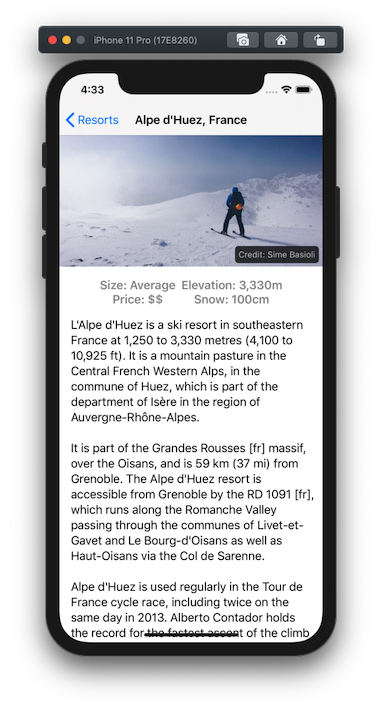 iPhone 11 Pro (17E8260)
4:33
Resorts
Alpe d'Huez, France
Credit: Sime Basioli
Size: Average Elevation: 3,330m
Price: $$ Snow: 100cm
L'Alpe d'Huez is a ski resort in southeastern
France at 1,250 to 3,330 metres (4,100 to
10,925 ft). It is a mountain pasture in the
Central French Western Alps, in the
commune of Huez, which is part of the
department of Isère in the region of
Auvergne-Rhône-Alpes.
It is part of the Grandes Rousses [fr] massif,
over the Oisans, and is 59 km (37 mi) from
Grenoble. The Alpe d'Huez resort is
accessible from Grenoble by the RD 1091 [fr],
which runs along the Romanche Valley
passing through the communes of Livet-et-
Gavet and Le Bourg-d'Oisans as well as
Haut-Oisans via the Col de Sarenne.
Alpe d'Huez is used regularly in the Tour de
France cycle race, including twice on the
same day in 2013. Alberto Contador holds
the record for the fastest ascent of the climb